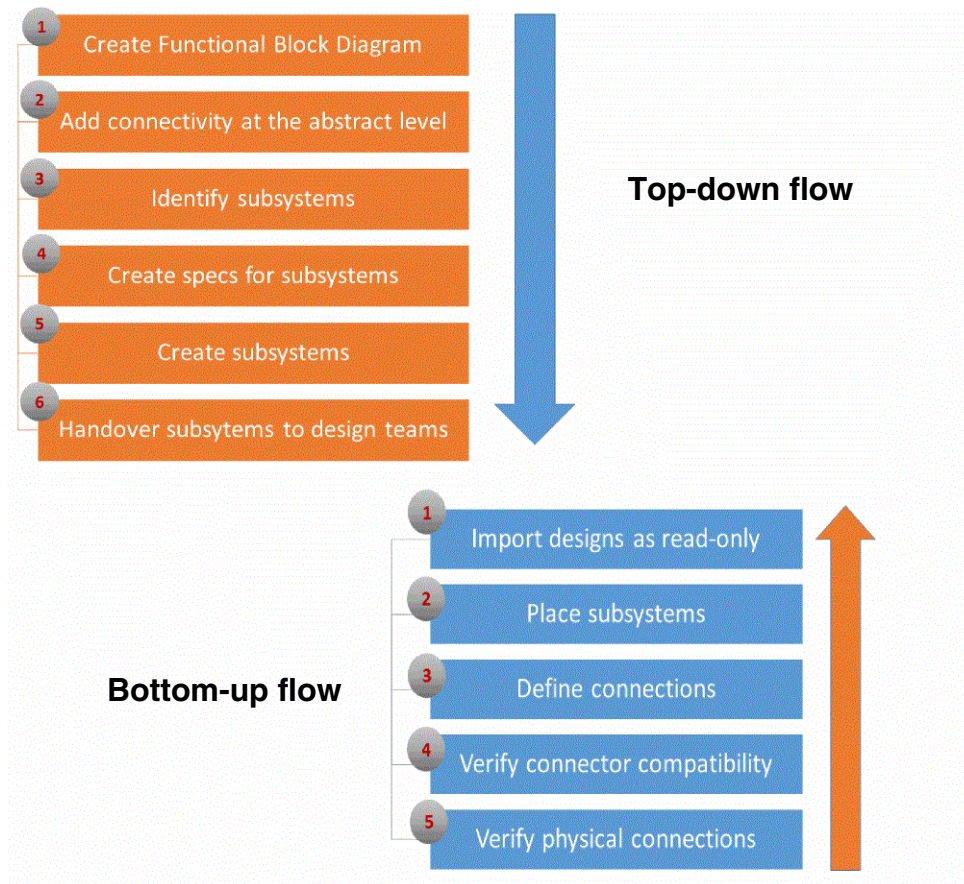 1
Create Functional Block Diagram
2
Add connectivity at the abstract level
3
Identify subsystems
4
Create specs for subsystems
5
Create subsystems
6
Handover subsytems to design teams
Top-down flow
1
Import designs as read-only
2
Place subsystems
3
Define connections
4
Verify connector compatibility
5
Verify physical connections
Bottom-up flow